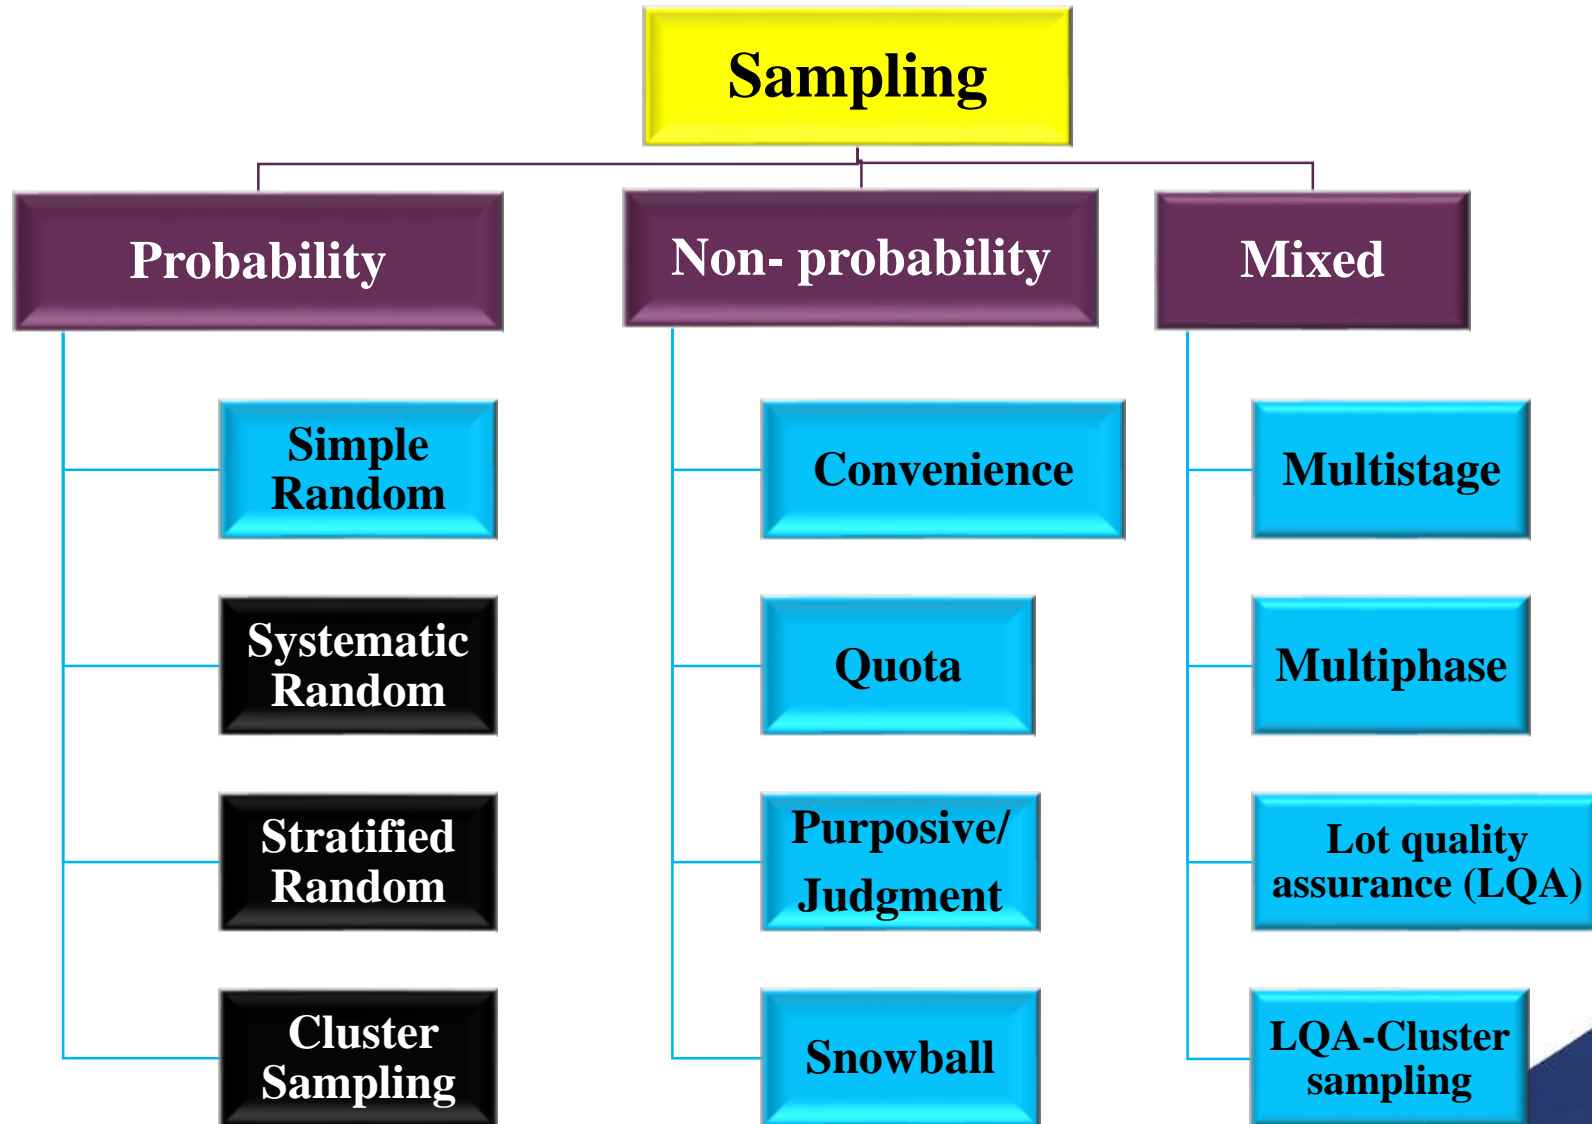 Sampling
Probability
Non- probability
Mixed
Simple
Random
Systematic
Random
Stratified
Random
Cluster
Sampling
Convenience
Quota
Purposive/
Judgment
Snowball
Multistage
Multiphase
Lot quality
assurance (LQA)
LQA-Cluster
sampling